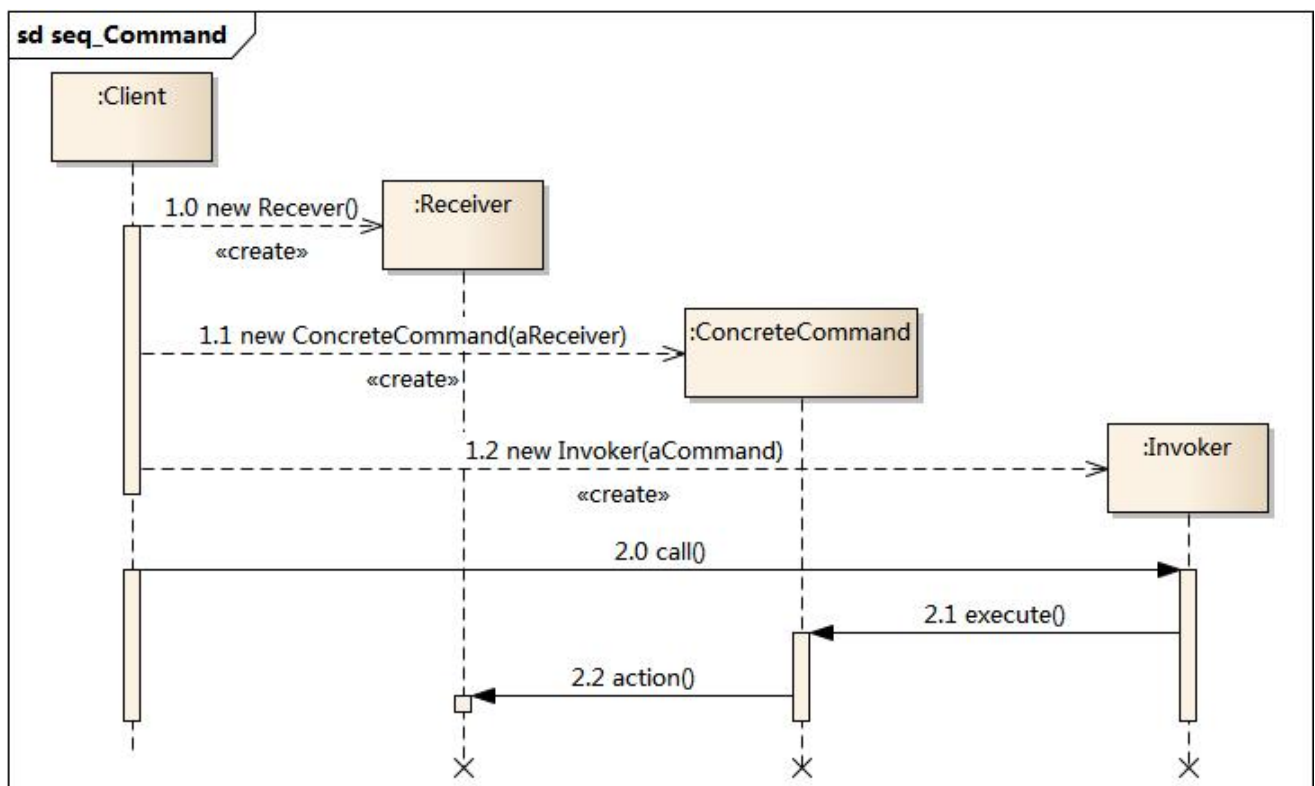 sd seq_Command
:Client
1.0 new Recever()
«create»
:Receiver
1.1 new ConcreteCommand(aReceiver)
«create»
:ConcreteCommand
1.2 new Invoker(aCommand)
«create»
:Invoker
2.0 call()
2.1 execute()
2.2 action()